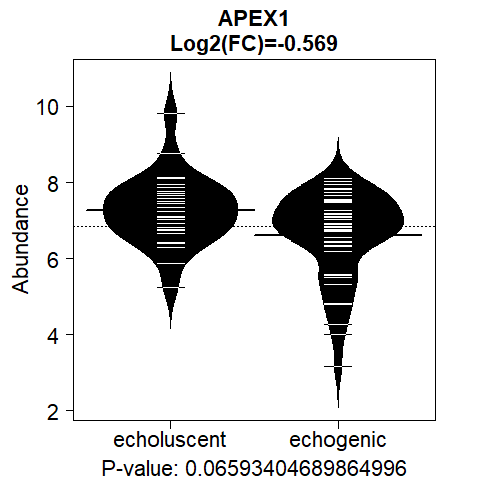 APEX1
Log2(FC)=-0.569
Abundance
10
8
6
4
2
echoluscent echogenic
P-value: 0.06593404689864996